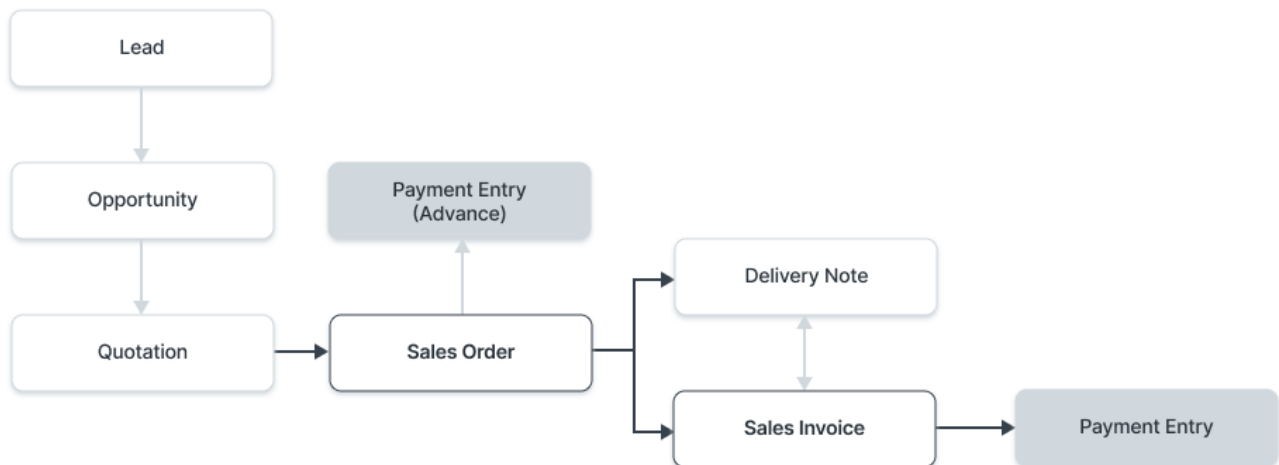 Lead
Opportunity
Payment Entry
(Advance)
Delivery Note
Quotation
Sales Order
Sales Invoice
Payment Entry